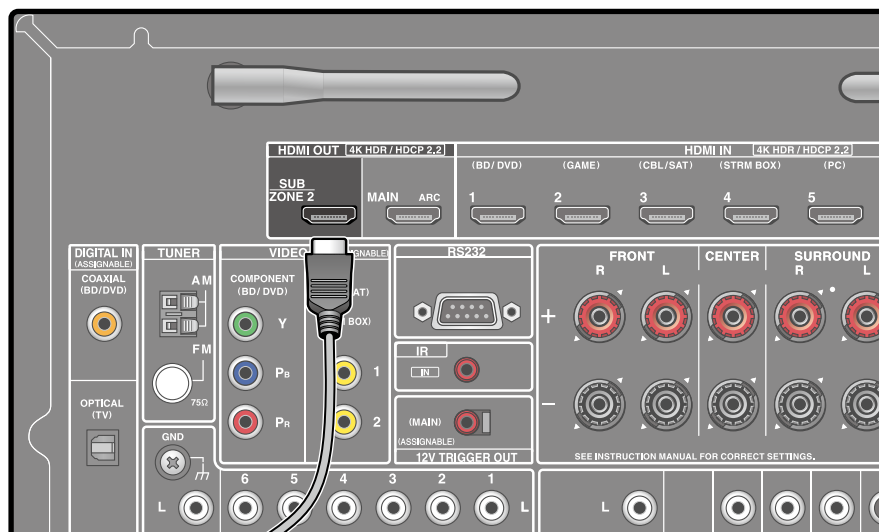 HDMI OUT 4K HDR / HDCP 2.2
HDMI IN 4K HDR / HDCP 2.2
(BD/ DVD) (GAME) (CBL/SAT) (STRM BOX) (PC)
SUB
ZONE 2 MAIN ARC 1 2 3 4 5
DIGITAL IN
(ASSIGNABLE)
COAXIAL
(BD/DVD)
OPTICAL
(TV)
TUNER
AM
FM
75Ω
GND
VIDEO
COMPONENT
(BD/ DVD)
Y
PB
PR
BOX)
1
2
RS232
IR
IN
(MAIN)
(ASSIGNABLE)
12V TRIGGER OUT
FRONT CENTER SURROUND
R L R L
+
−
SEE INSTRUCTION MANUAL FOR CORRECT SETTINGS.
6 5 4 3 2 1
L L L